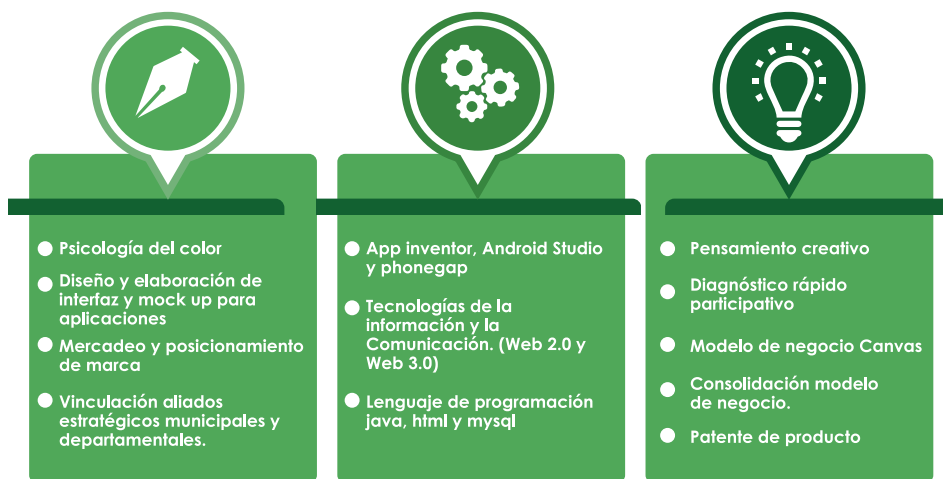 Psicología del color
Diseño y elaboración de
interfaz y mock up para
aplicaciones
Mercadeo y posicionamiento
de marca
Vinculación aliados
estratégicos municipales y
departamentales.
App inventor, Android Studio
y phonegap
Tecnologías de la
información y la
Comunicación. (Web 2.0 y
Web 3.0)
Lenguaje de programación
java, html y mysql
Pensamiento creativo
Diagnóstico rápido
participativo
Modelo de negocio Canvas
Consolidación modelo
de negocio.
Patente de producto